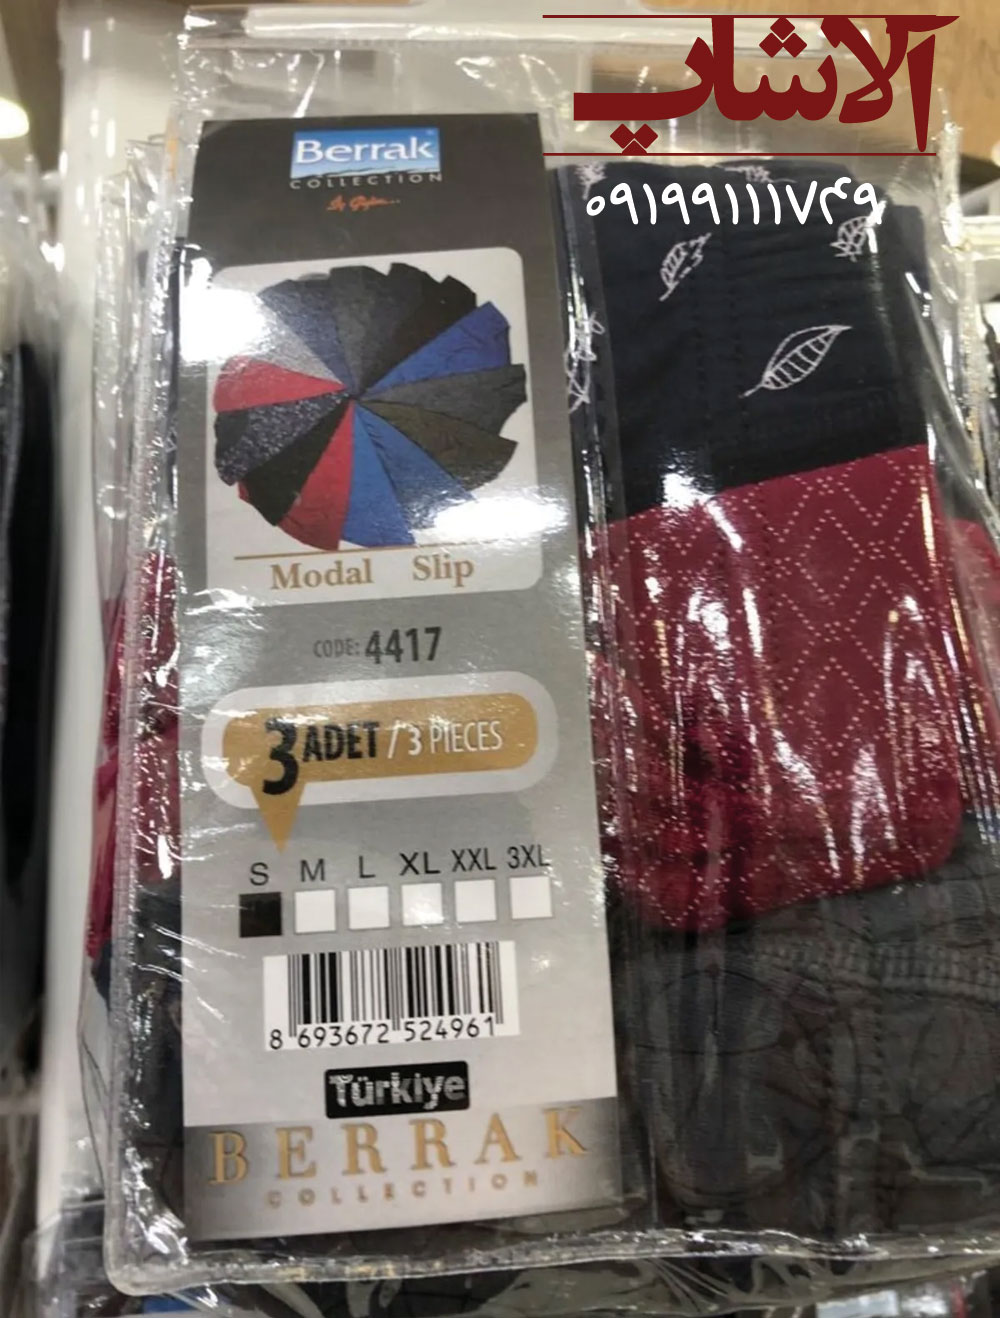 آلاشاپ
۰۹۱۹۹۱۱۱۷۴۹
Berrak
COLLECTION
Modal Slip
CODE: 4417
3 ADET / 3 PIECES
S M L XL XXL 3XL
8 693672 524961
Türkiye
BERRAK
COLLECTION